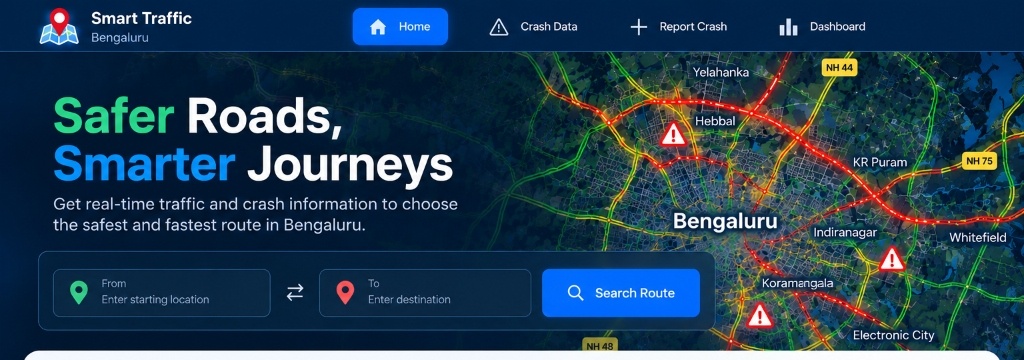 Smart Traffic
Bengaluru
Home
Crash Data
Report Crash
Dashboard
Safer Roads,
Smarter Journeys
Get real-time traffic and crash information to choose
the safest and fastest route in Bengaluru.
From
Enter starting location
To
Enter destination
Search Route
Yelahanka
NH 44
Hebbal
KR Puram
NH 75
Bengaluru
Indiranagar
Whitefield
Koramangala
Electronic City
NH 48